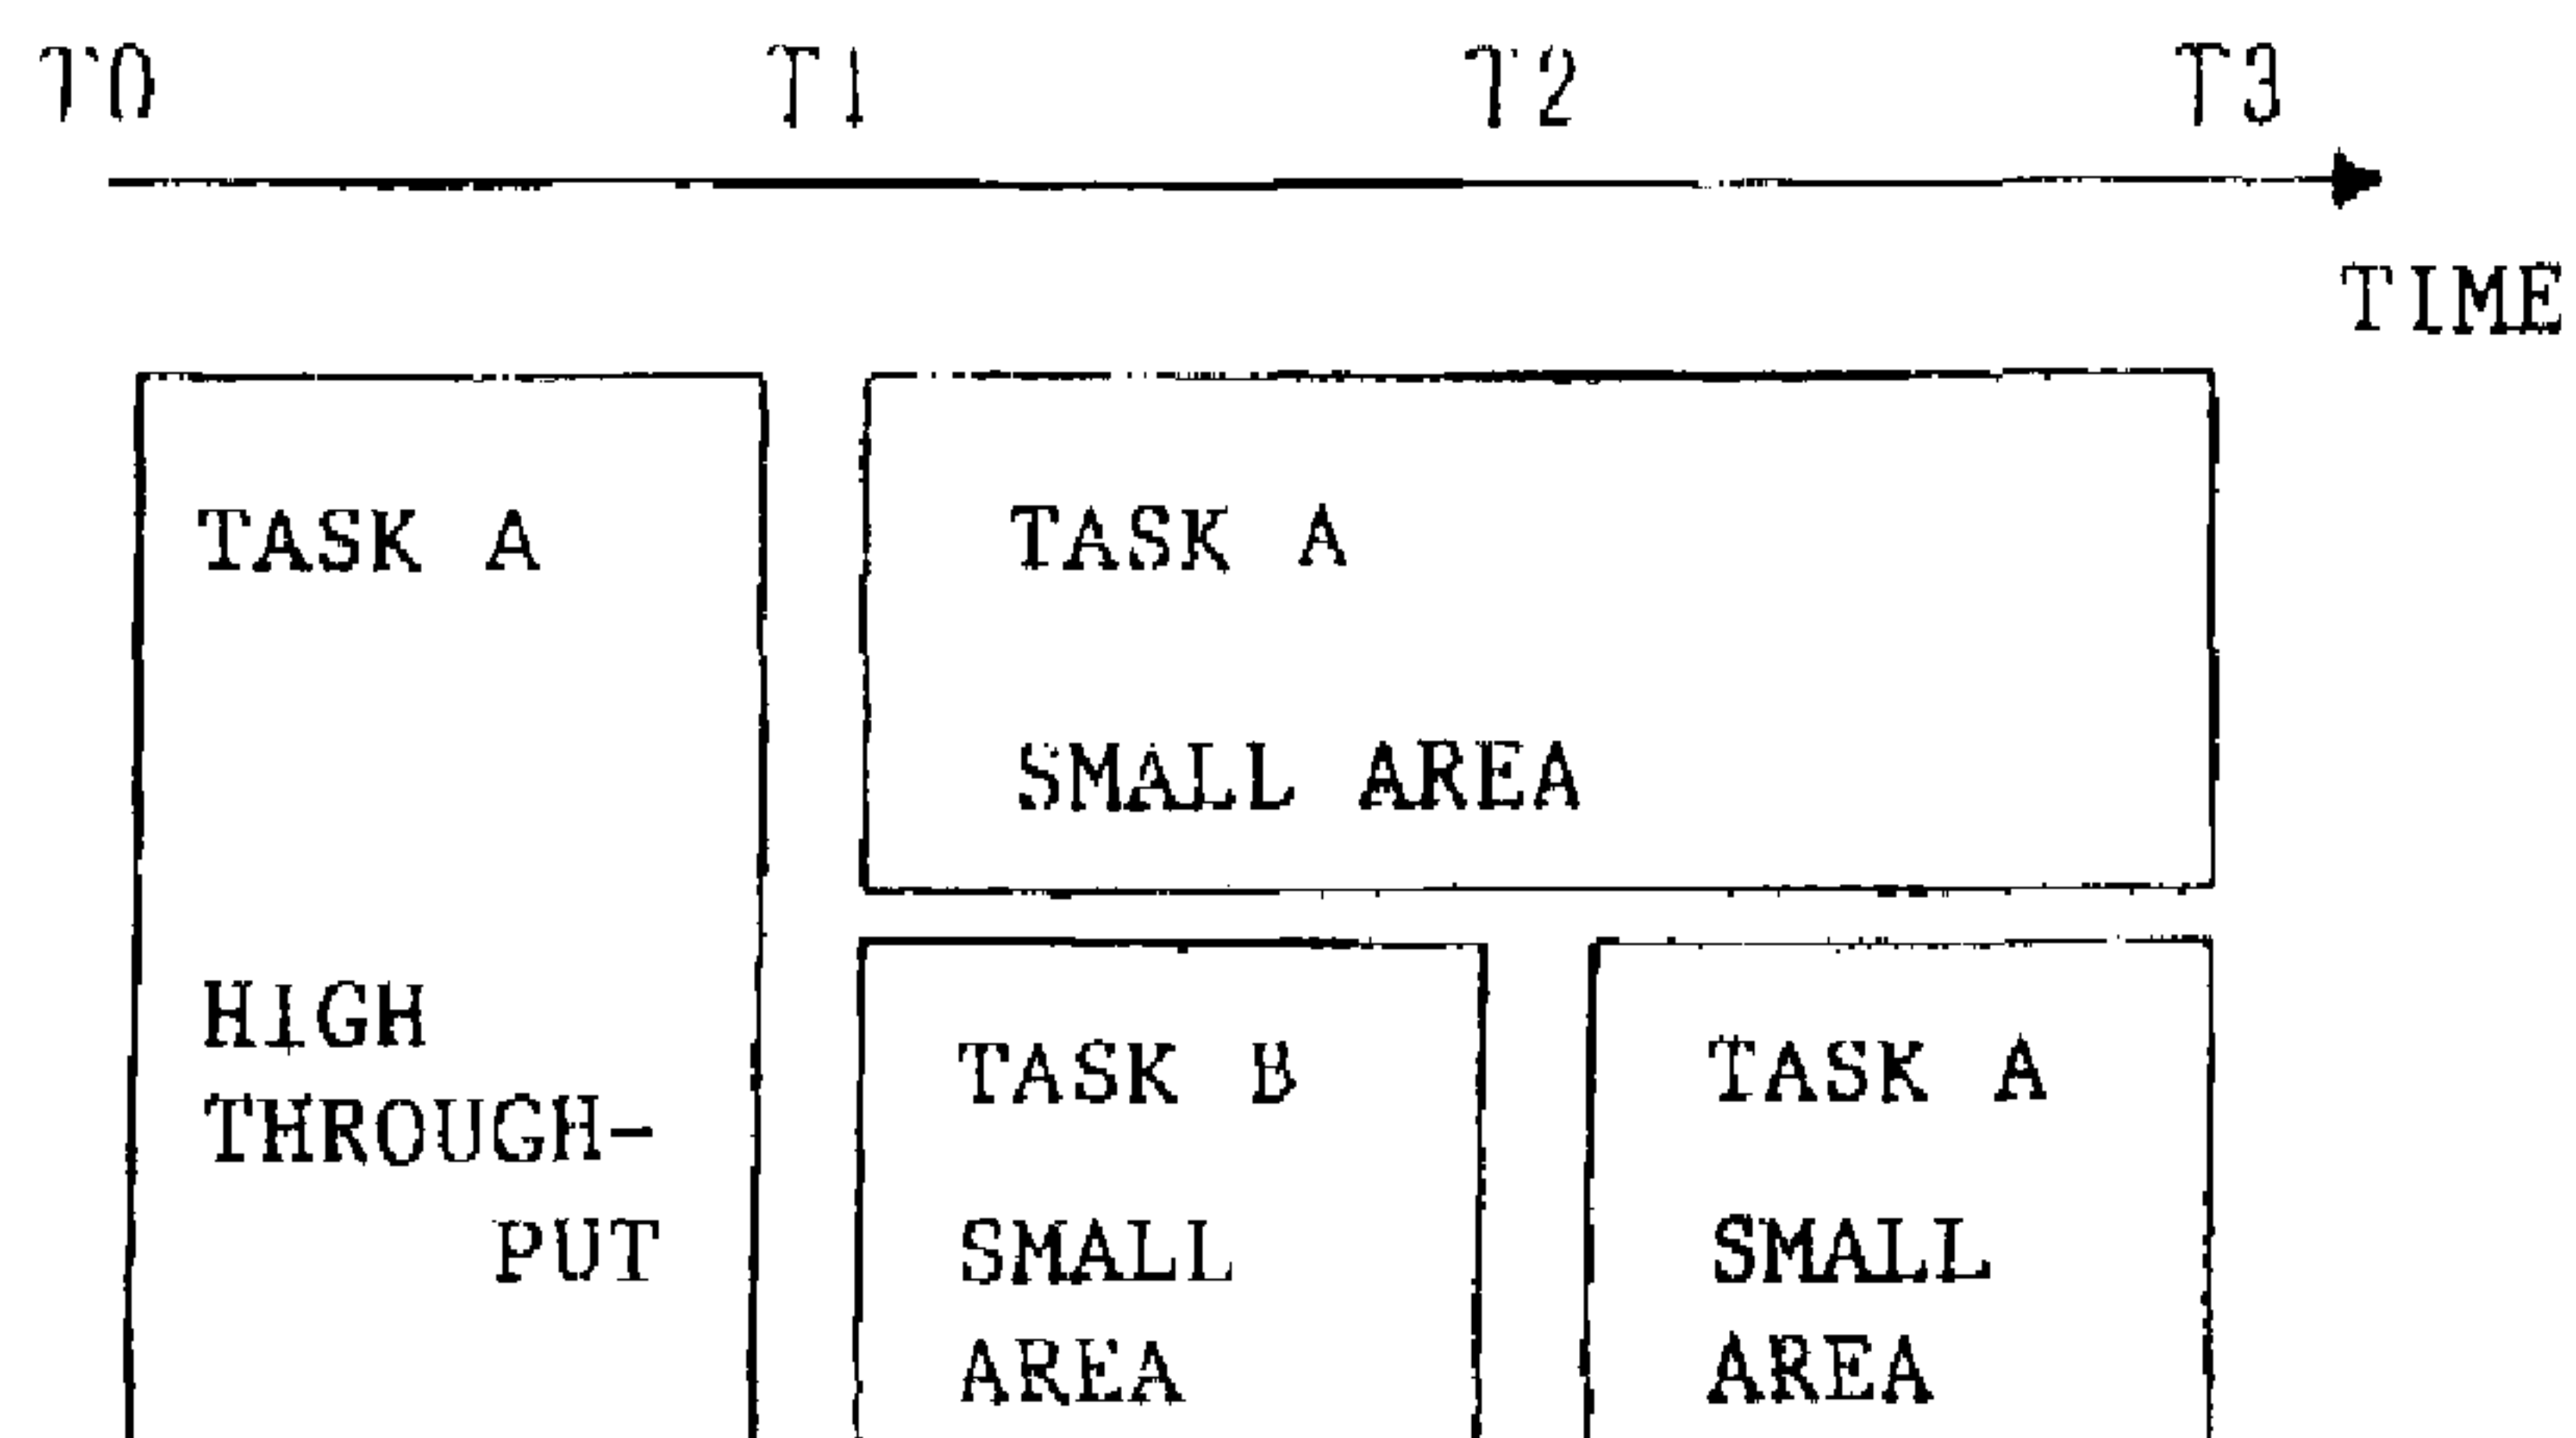 T0 T1 T2 T3
TIME
TASK A
HIGH
THROUGH-
PUT
TASK A
SMALL AREA
TASK B
SMALL
AREA
TASK A
SMALL
AREA